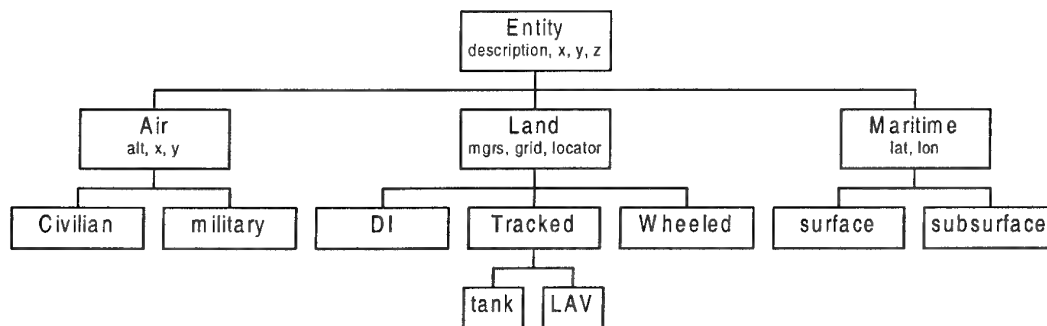 Entity
description, x, y, z
Air
alt, x, y
Land
mgrs, grid, locator
Maritime
lat, lon
Civilian
military
DI
Tracked
Wheeled
surface
subsurface
tank
LAV